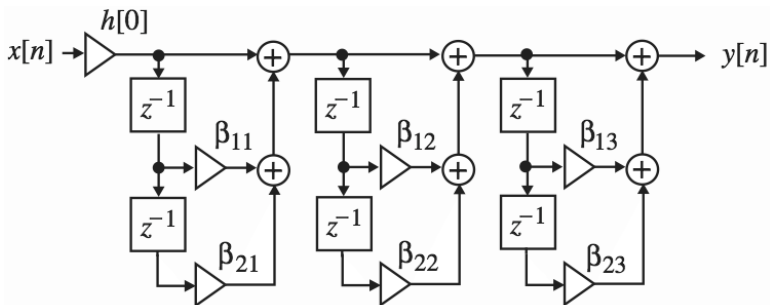 h[0]
x[n] + + + y[n]
z⁻¹ z⁻¹ z⁻¹
β₁₁ β₁₂ β₁₃
+ + +
z⁻¹ z⁻¹ z⁻¹
β₂₁ β₂₂ β₂₃